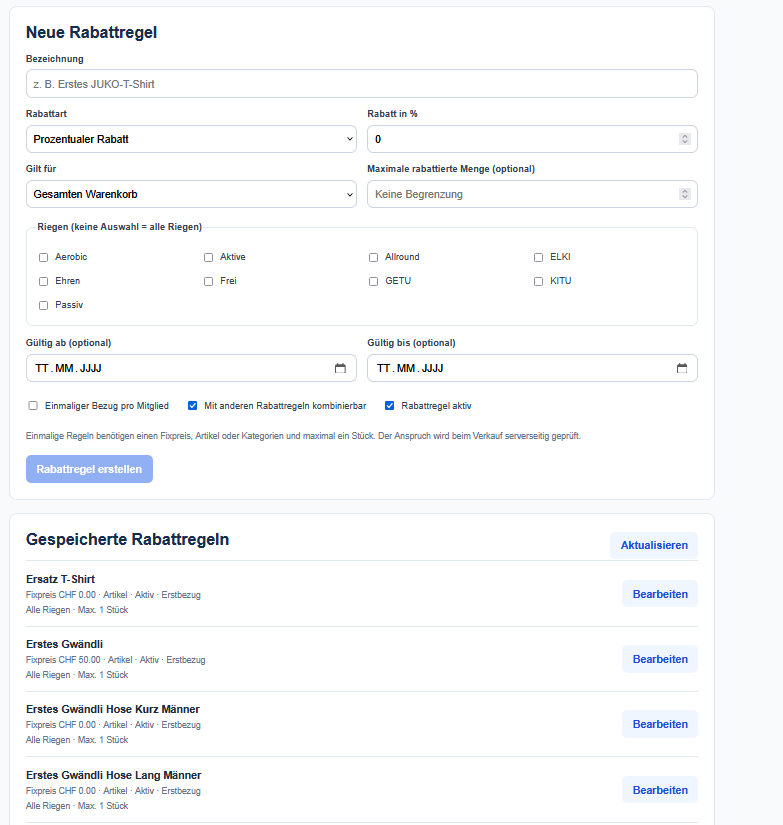 Neue Rabattregel
Bezeichnung
z. B. Erstes JUKO-T-Shirt
Rabattart
Rabatt in %
Prozentualer Rabatt
0
Gilt für
Maximale rabattierte Menge (optional)
Gesamten Warenkorb
Keine Begrenzung
Riegen (keine Auswahl = alle Riegen)
Aerobic
Aktive
Allround
ELKI
Ehren
Frei
GETU
KITU
Passiv
Gültig ab (optional)
Gültig bis (optional)
TT.MM.JJJJ
TT.MM.JJJJ
Einmaliger Bezug pro Mitglied
Mit anderen Rabattregeln kombinierbar
Rabattregel aktiv
Einmalige Regeln benötigen einen Fixpreis, Artikel oder Kategorien und maximal ein Stück. Der Anspruch wird beim Verkauf serverseitig geprüft.
Rabattregel erstellen
Gespeicherte Rabattregeln
Aktualisieren
Ersatz T-Shirt
Fixpreis CHF 0.00 · Artikel · Aktiv · Erstbezug
Alle Riegen · Max. 1 Stück
Bearbeiten
Erstes Gwändli
Fixpreis CHF 50.00 · Artikel · Aktiv · Erstbezug
Alle Riegen · Max. 1 Stück
Bearbeiten
Erstes Gwändli Hose Kurz Männer
Fixpreis CHF 0.00 · Artikel · Aktiv · Erstbezug
Alle Riegen · Max. 1 Stück
Bearbeiten
Erstes Gwändli Hose Lang Männer
Fixpreis CHF 0.00 · Artikel · Aktiv · Erstbezug
Alle Riegen · Max. 1 Stück
Bearbeiten